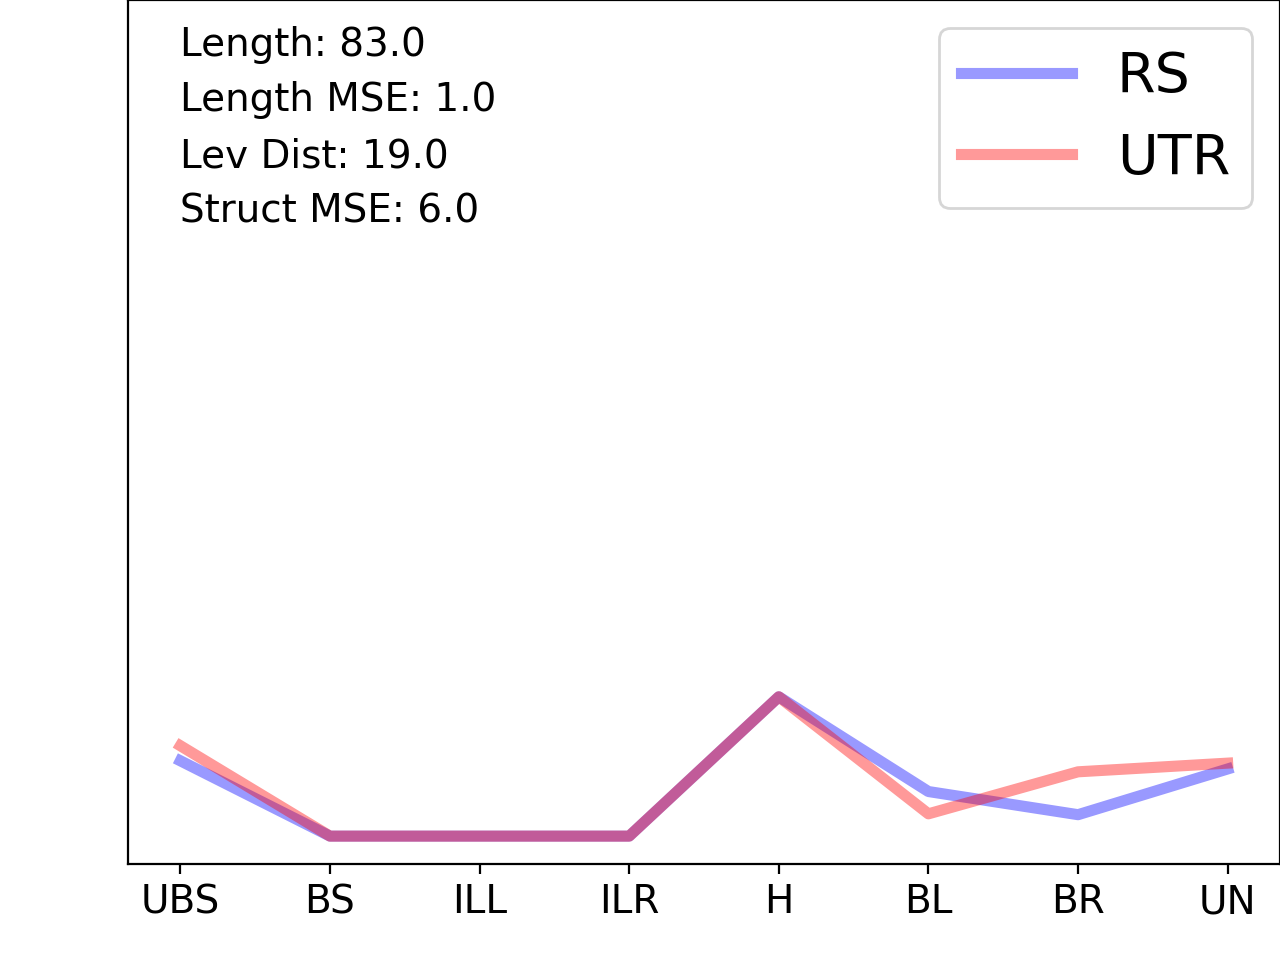 Length: 83.0
Length MSE: 1.0
Lev Dist: 19.0
Struct MSE: 6.0
RS
UTR
UBS BS ILL ILR H BL BR UN